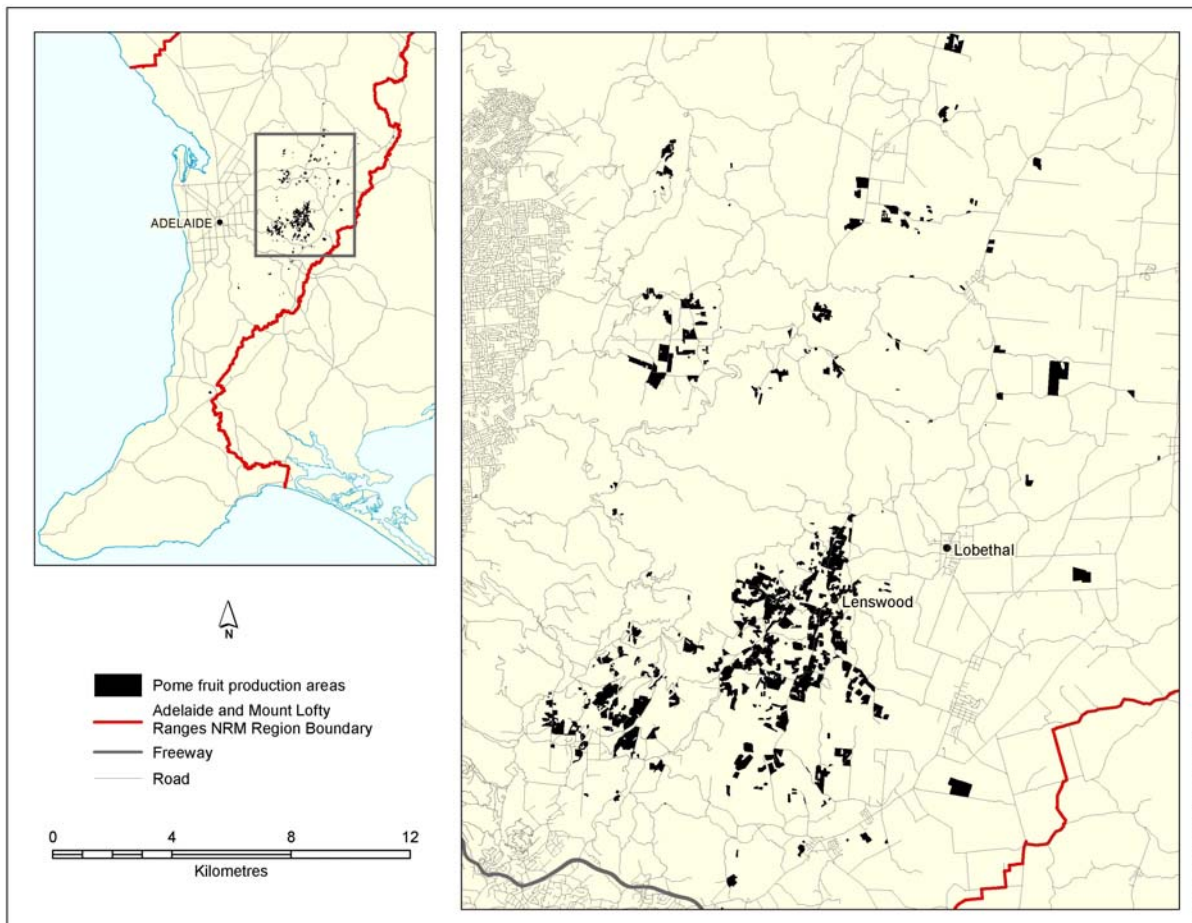 ADELAIDE
N
Pome fruit production areas
Adelaide and Mount Lofty
Ranges NRM Region Boundary
Freeway
Road
0 4 8 12
Kilometres
Lobethal
Lenswood